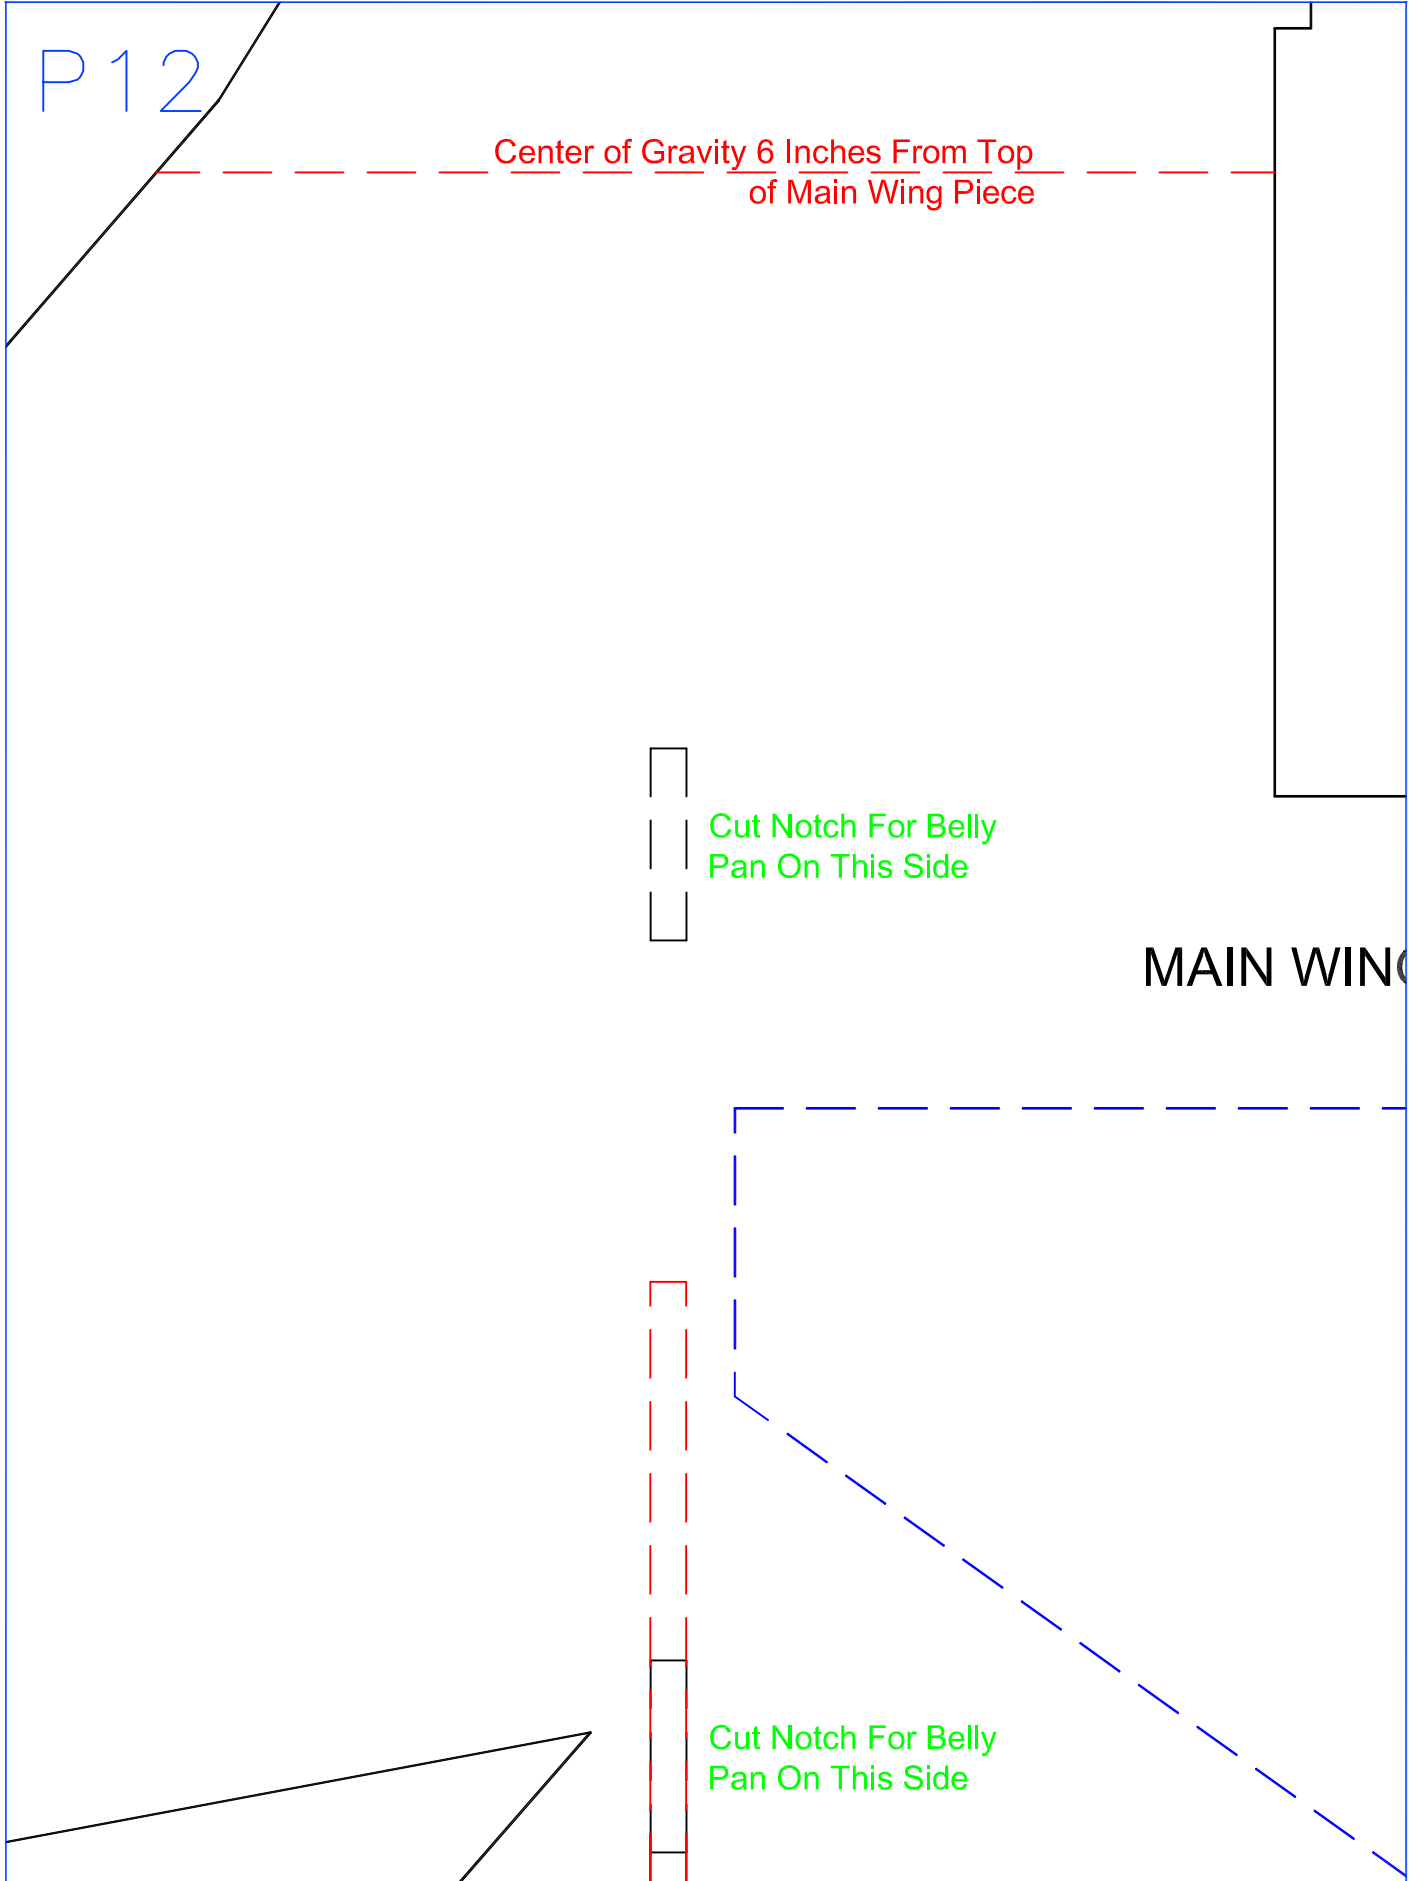 P12
Center of Gravity 6 Inches From Top
of Main Wing Piece
Cut Notch For Belly
Pan On This Side
MAIN
Cut Notch For Belly
Pan On This Side